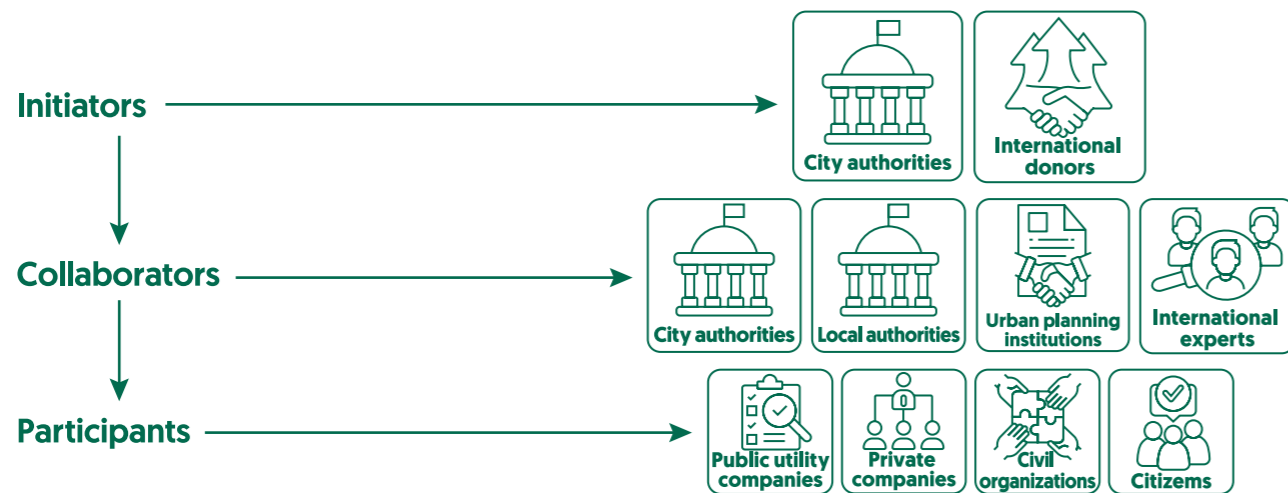 Initiators
City authorities
International
donors
Collaborators
City authorities
Local authorities
Urban planning
institutions
International
experts
Participants
Public utility
companies
Private
companies
Civil
organizations
Citizems